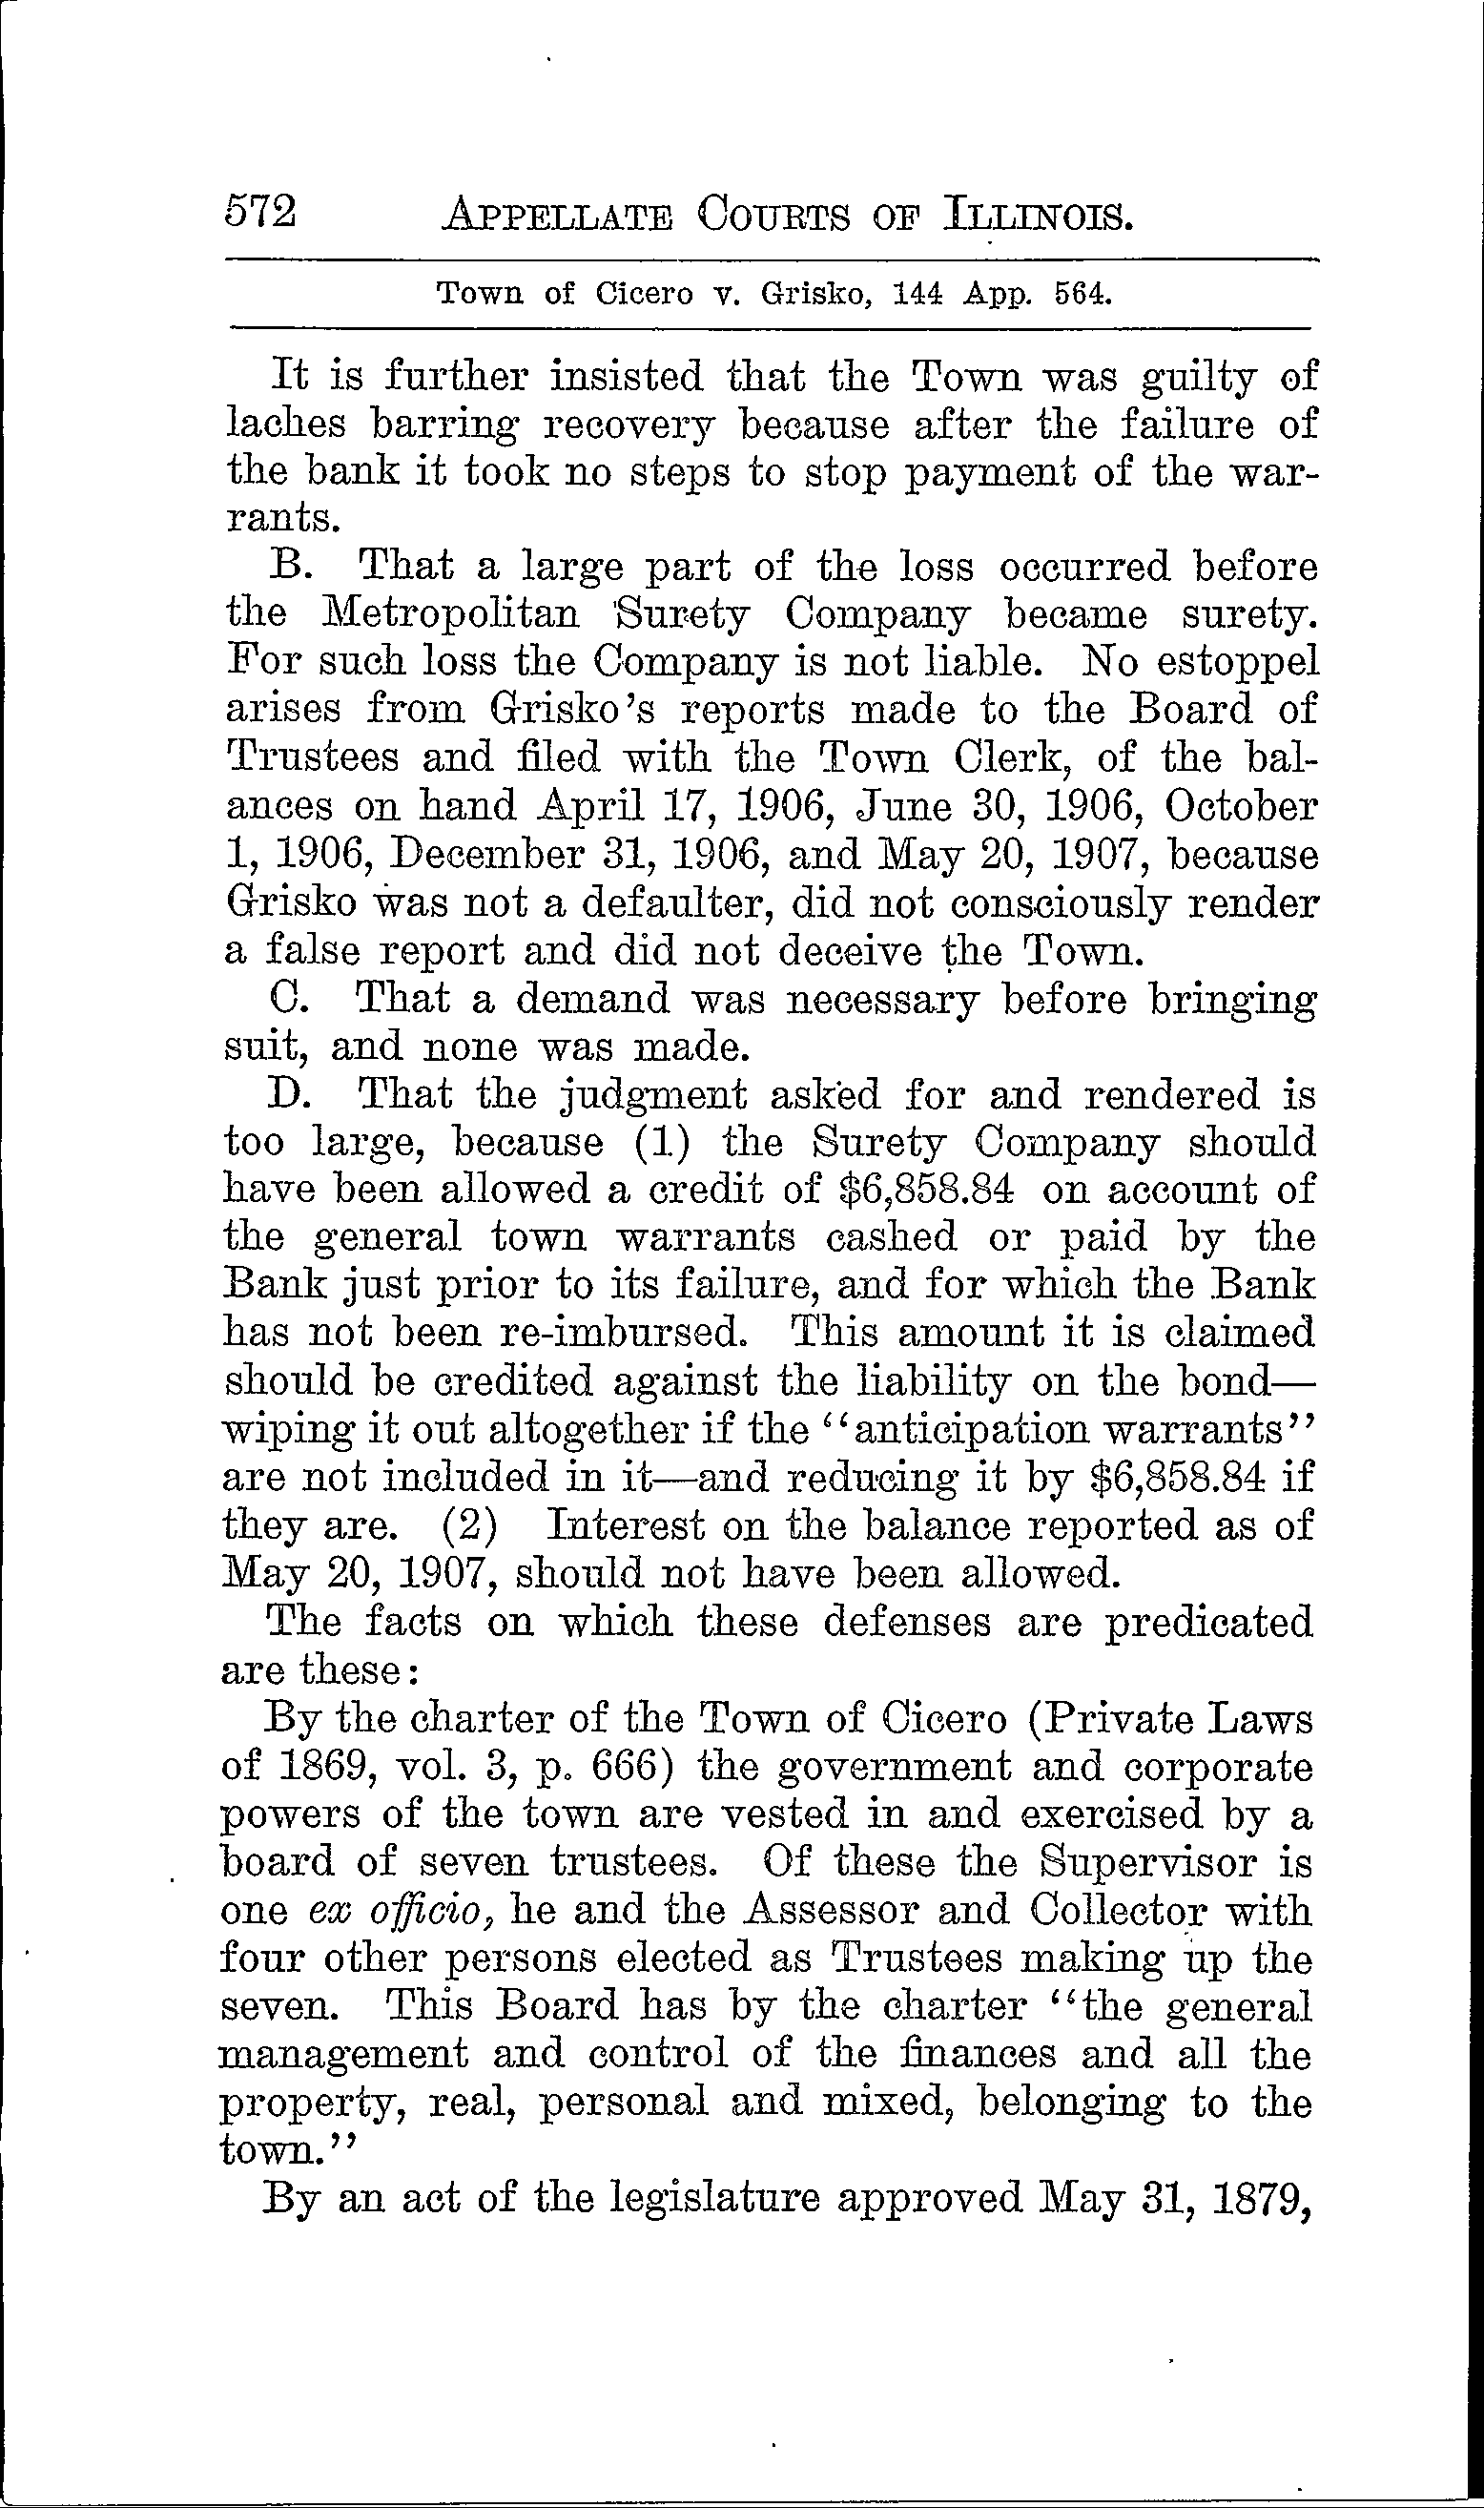 572 APPELLATE COURTS OF ILLINOIS.
Town of Cicero v. Grisko, 144 App. 564.
It is further insisted that the Town was guilty of
laches barring recovery because after the failure of
the bank it took no steps to stop payment of the war-
rants.
B. That a large part of the loss occurred before
the Metropolitan Surety Company became surety.
For such loss the Company is not liable. No estoppel
arises from Grisko's reports made to the Board of
Trustees and filed with the Town Clerk, of the bal-
ances on hand April 17, 1906, June 30, 1906, October
1, 1906, December 31, 1906, and May 20, 1907, because
Grisko was not a defaulter, did not consciously render
a false report and did not deceive the Town.
C. That a demand was necessary before bringing
suit, and none was made.
D. That the judgment asked for and rendered is
too large, because (1) the Surety Company should
have been allowed a credit of $6,858.84 on account of
the general town warrants cashed or paid by the
Bank just prior to its failure, and for which the Bank
has not been re-imbursed. This amount it is claimed
should be credited against the liability on the bond—
wiping it out altogether if the "anticipation warrants"
are not included in it—and reducing it by $6,858.84 if
they are. (2) Interest on the balance reported as of
May 20, 1907, should not have been allowed.
The facts on which these defenses are predicated
are these:
By the charter of the Town of Cicero (Private Laws
of 1869, vol. 3, p. 666) the government and corporate
powers of the town are vested in and exercised by a
board of seven trustees. Of these the Supervisor is
one ex officio, he and the Assessor and Collector with
four other persons elected as Trustees making up the
seven. This Board has by the charter "the general
management and control of the finances and all the
property, real, personal and mixed, belonging to the
town."
By an act of the legislature approved May 31, 1879,